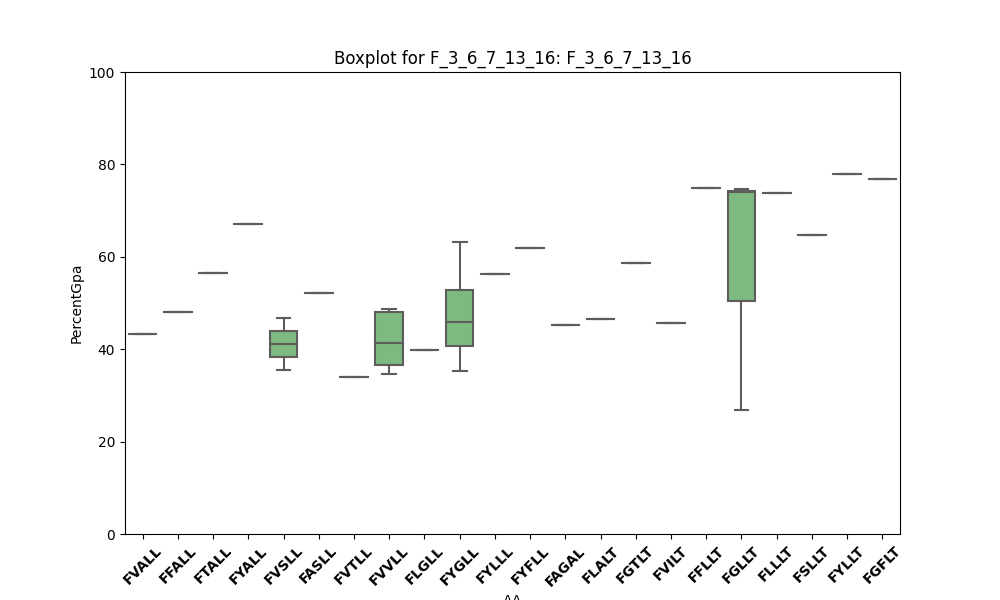 Boxplot for F_3_6_7_13_16: F_3_6_7_13_16
PercentGpa
100
80
60
40
20
0
FVALL
FFALL
FTALL
FYALL
FVSLL
FASLL
FVTLL
FVVLL
FLGLL
FYGLL
FYLLL
FYFLL
FAGAL
FLALT
FGTLT
FVILT
FFLLT
FGLLT
FLLLT
FSLLT
FYLLT
FGFLT
AA